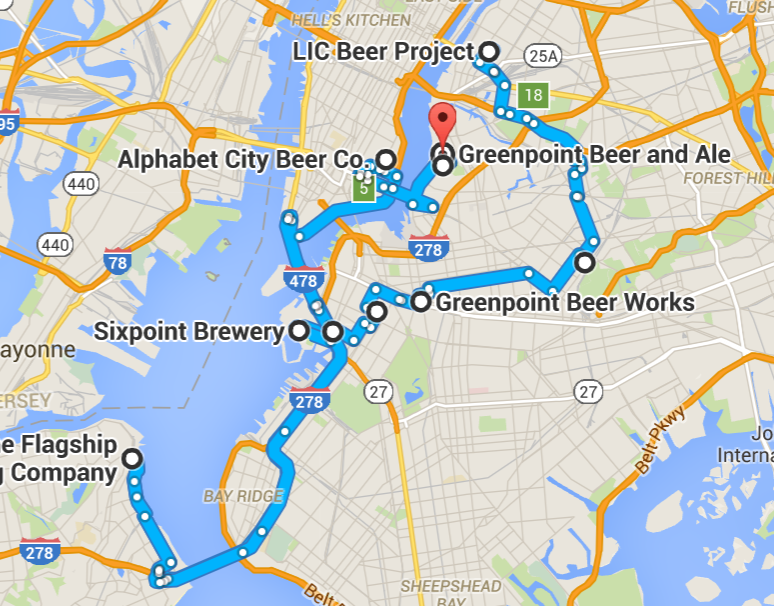 EAST SIDE
HELL'S KITCHEN
FLUSH
LIC Beer Project
25A
18
95
Alphabet City Beer Co.
Greenpoint Beer and Ale
440
5
FOREST HIL
440
278
78
478
Greenpoint Beer Works
Sixpoint Brewery
ayonne
27
27
278
ERSEY
Belt Pkwy
Jo
Interna
e Flagship
g Company
BAY RIDGE
278
Belt P
SHEEPSHEAD
BAY